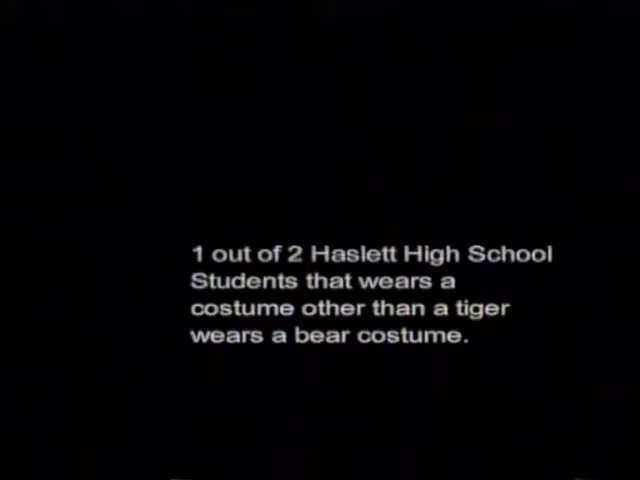 1 out of 2 Haslett High School
Students that wears a
costume other than a tiger
wears a bear costume.